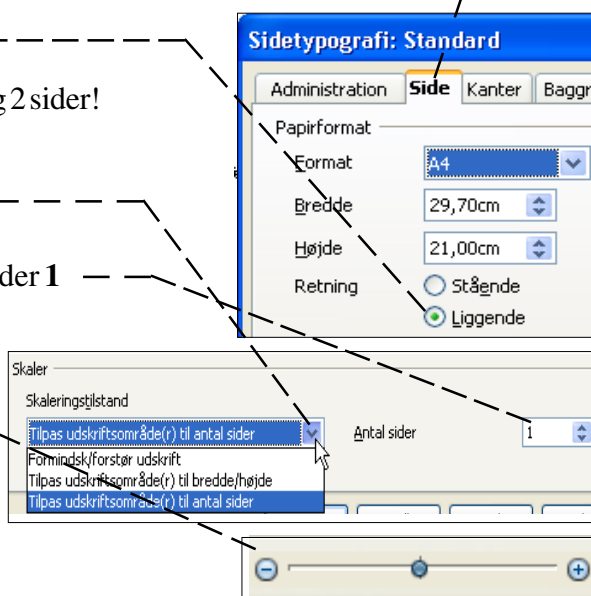 Sidetypografi: Standard
Administration Side Kanter Baggr
g 2 sider!
Papirformat
Format A4
Bredde 29,70cm
Højde 21,00cm
der 1
Retning Stående
Liggende
Skaler
Skaleringstilstand
Tilpas udskriftsområde(r) til antal sider Antal sider 1
Formindsk/forstør udskrift
Tilpas udskriftsområde(r) til bredde/højde
Tilpas udskriftsområde(r) til antal sider